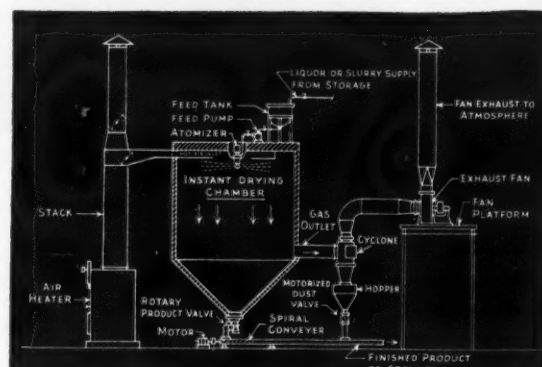 LIQUOR OR SLURRY SUPPLY
FROM STORAGE
FEED TANK
FEED PUMP
ATOMIZER
FAN EXHAUST TO
ATMOSPHERE
INSTANT DRYING
CHAMBER
EXHAUST FAN
STACK
GAS
OUTLET
FAN
PLATFORM
CYCLONE
AIR
HEATER
MOTORIZED
DUST
VALVE
HOPPER
ROTARY
PRODUCT VALVE
SPIRAL
CONVEYER
MOTOR
FINISHED PRODUCT